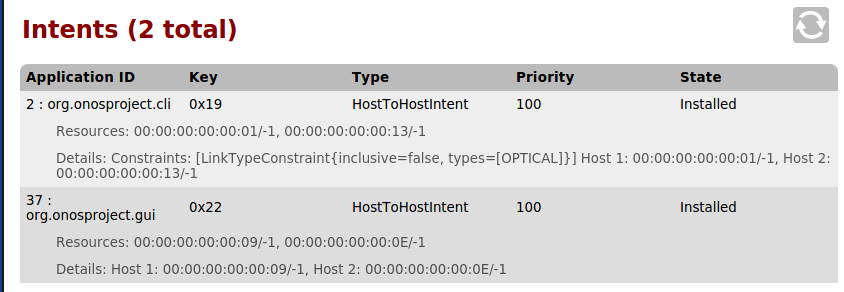 Intents (2 total)
Application ID Key Type Priority State
2 : org.onosproject.cli 0x19 HostToHostIntent 100 Installed
Resources: 00:00:00:00:00:01/-1, 00:00:00:00:00:13/-1
Details: Constraints: [LinkTypeConstraint{inclusive=false, types=[OPTICAL]}] Host 1: 00:00:00:00:00:01/-1, Host 2:
00:00:00:00:00:13/-1
37 :
org.onosproject.gui 0x22 HostToHostIntent 100 Installed
Resources: 00:00:00:00:00:09/-1, 00:00:00:00:00:0E/-1
Details: Host 1: 00:00:00:00:00:09/-1, Host 2: 00:00:00:00:00:0E/-1